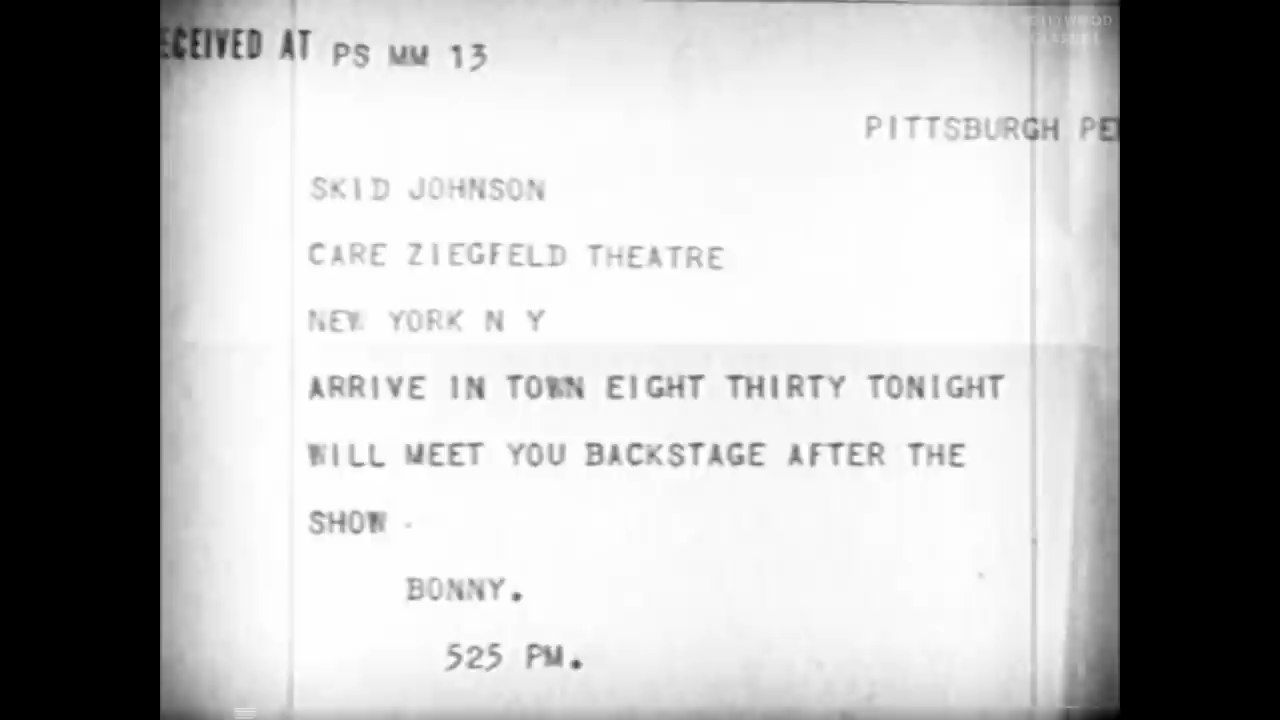 ECEIVED AT PS MM 13
PITTSBURGH PE
SKID JOHNSON
CARE ZIEGFELD THEATRE
NEW YORK N Y
ARRIVE IN TOWN EIGHT THIRTY TONIGHT
WILL MEET YOU BACKSTAGE AFTER THE
SHOW
BONNY.
525 PM.